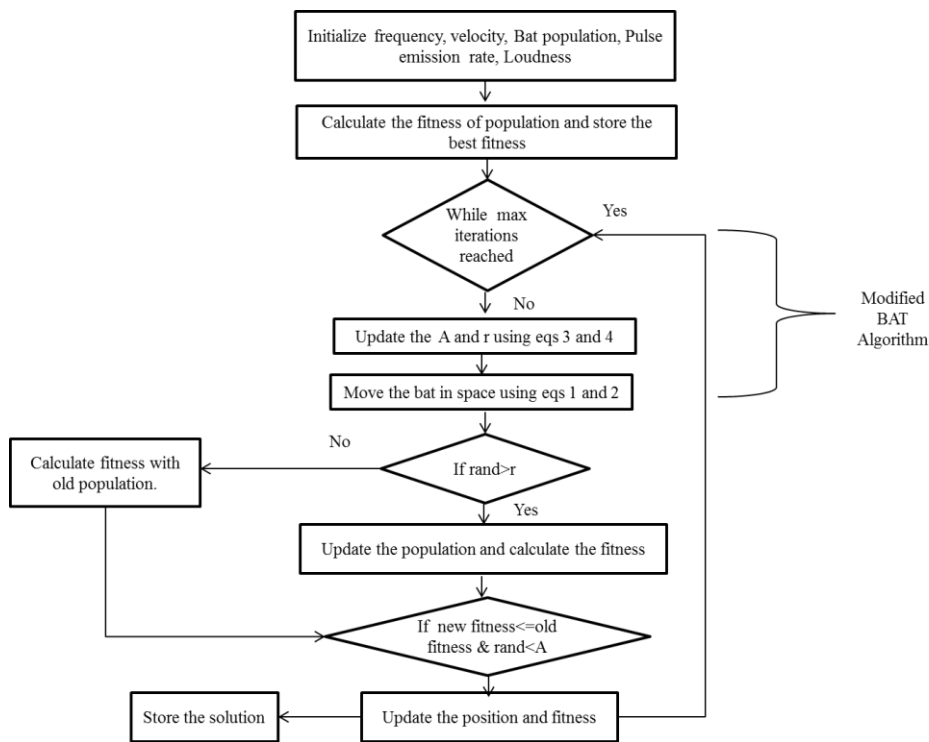 Initialize frequency, velocity, Bat population, Pulse
emission rate, Loudness
Calculate the fitness of population and store the
best fitness
While max
iterations
reached
Yes
No
Update the A and r using eqs 3 and 4
Move the bat in space using eqs 1 and 2
Modified
BAT
Algorithm
No
Calculate fitness with
old population.
If rand>r
Yes
Update the population and calculate the fitness
If new fitness<=old
fitness & rand<A
Store the solution
Update the position and fitness